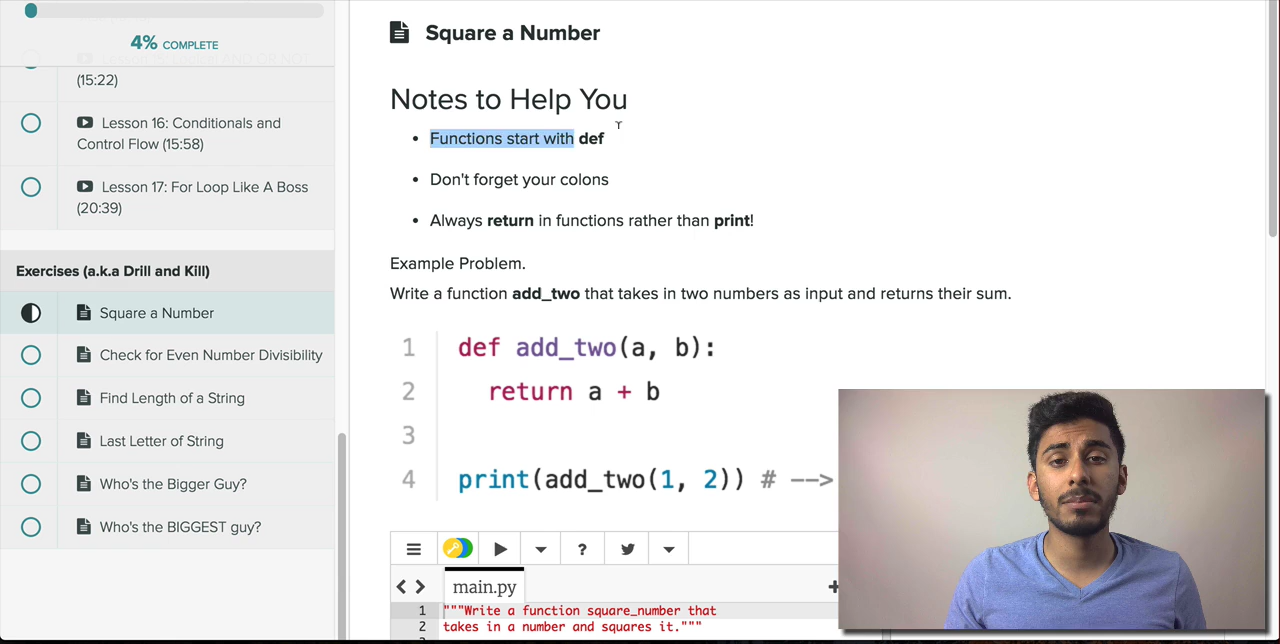 4% COMPLETE
(15:22)
Lesson 16: Conditionals and
Control Flow (15:58)
Lesson 17: For Loop Like A Boss
(20:39)
Exercises (a.k.a Drill and Kill)
Square a Number
Check for Even Number Divisibility
Find Length of a String
Last Letter of String
Who's the Bigger Guy?
Who's the BIGGEST guy?
Square a Number
Notes to Help You
• Functions start with def
• Don't forget your colons
• Always return in functions rather than print!
Example Problem.
Write a function add_two that takes in two numbers as input and returns their sum.
1 def add_two(a, b):
2 return a + b
3
4 print(add_two(1, 2)) # -->
?
main.py
+
1 """Write a function square_number that
2 takes in a number and squares it."""